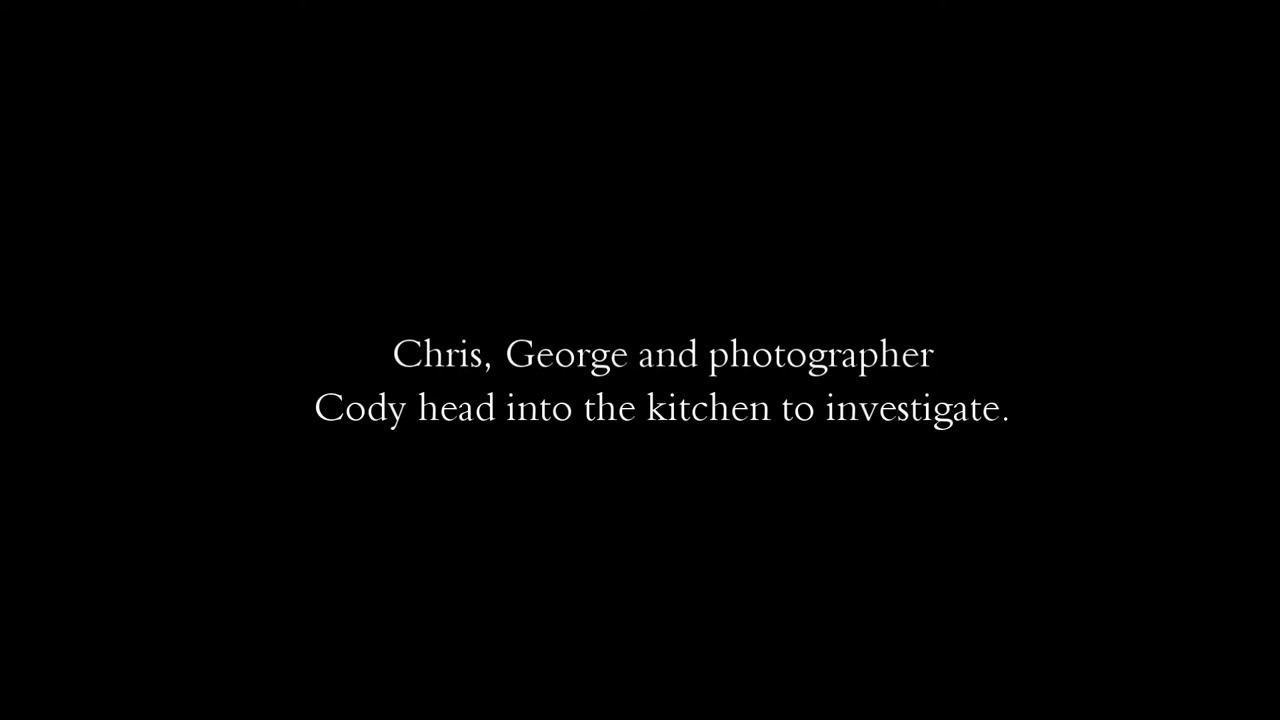 Chris, George and photographer
Cody head into the kitchen to investigate.